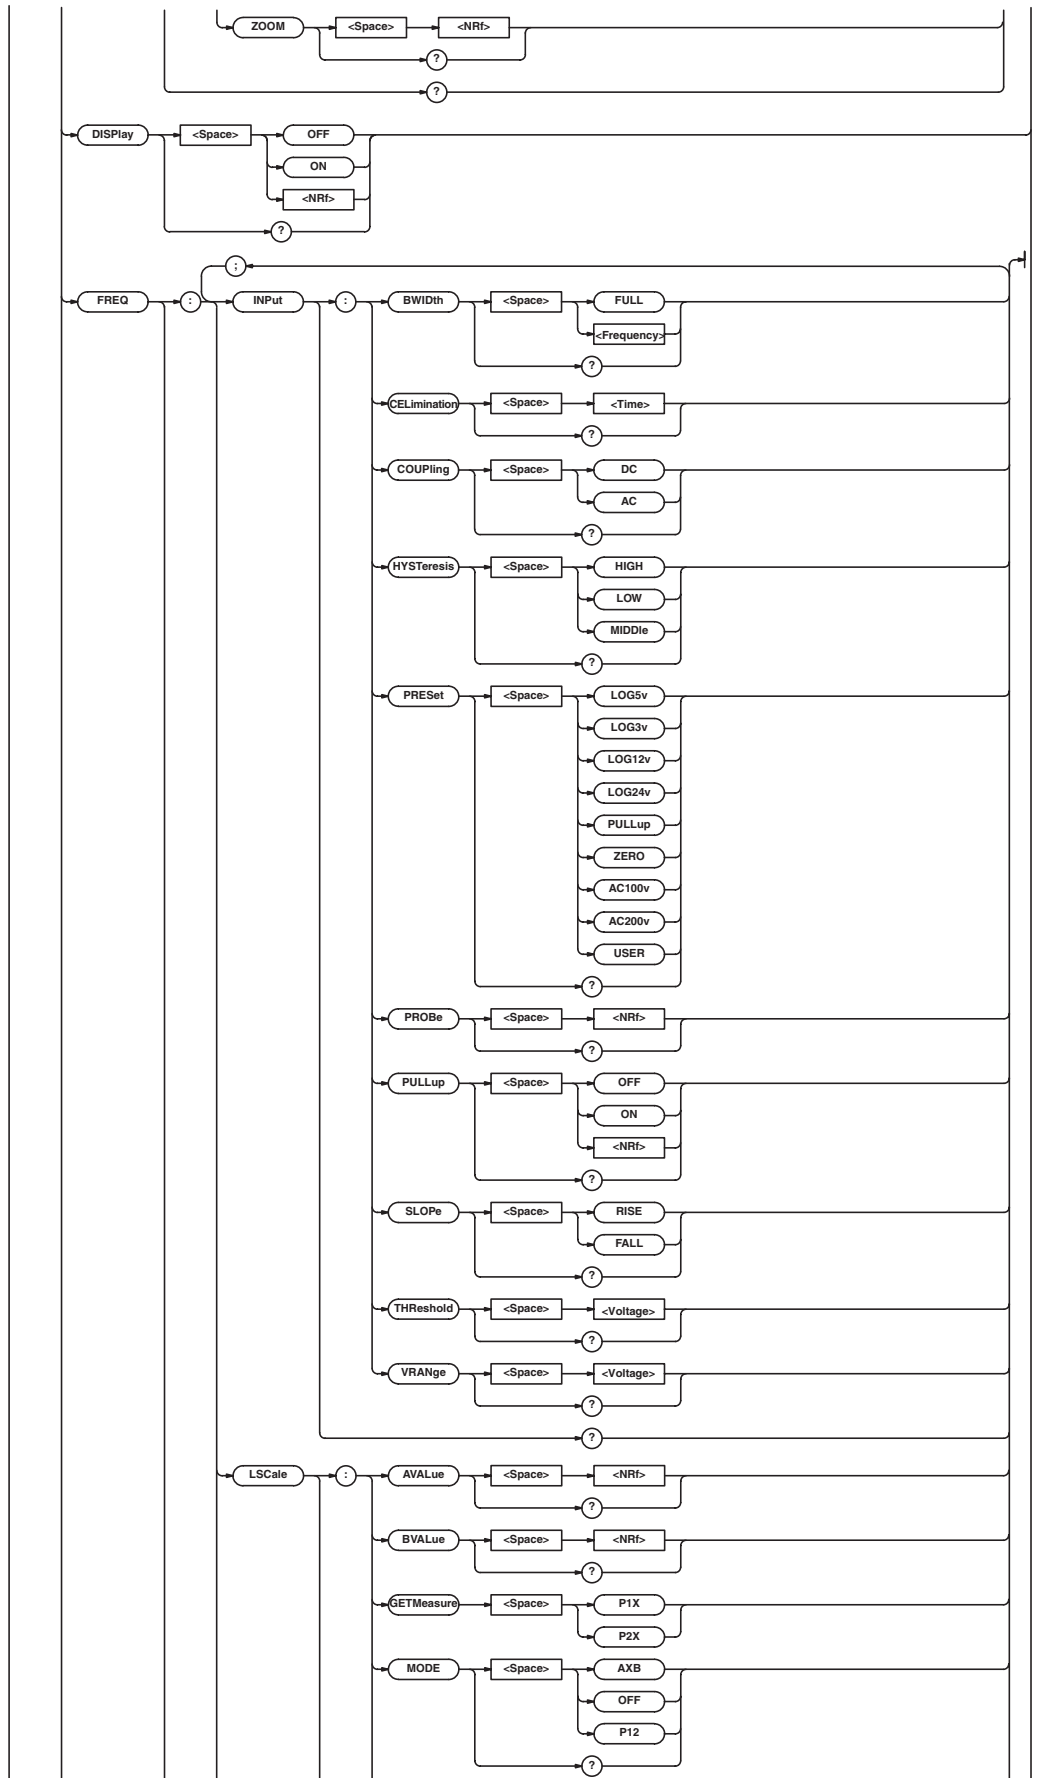 ZOOM <Space> <NRf>
?
?
DISPlay <Space> OFF
ON
<NRf>
?
;
FREQ : INPut : BWIDth <Space> FULL
<Frequency>
?
CELimination <Space> <Time>
?
COUPling <Space> DC
AC
?
HYSTeresis <Space> HIGH
LOW
MIDDle
?
PRESet <Space> LOG5v
LOG3v
LOG12v
LOG24v
PULLup
ZERO
AC100v
AC200v
USER
?
PROBe <Space> <NRf>
?
PULLup <Space> OFF
ON
<NRf>
?
SLOPe <Space> RISE
FALL
?
THReshold <Space> <Voltage>
?
VRANge <Space> <Voltage>
?
?
LSCale : AVALue <Space> <NRf>
?
BVALue <Space> <NRf>
?
GETMeasure <Space> P1X
P2X
MODE <Space> AXB
OFF
P12
?